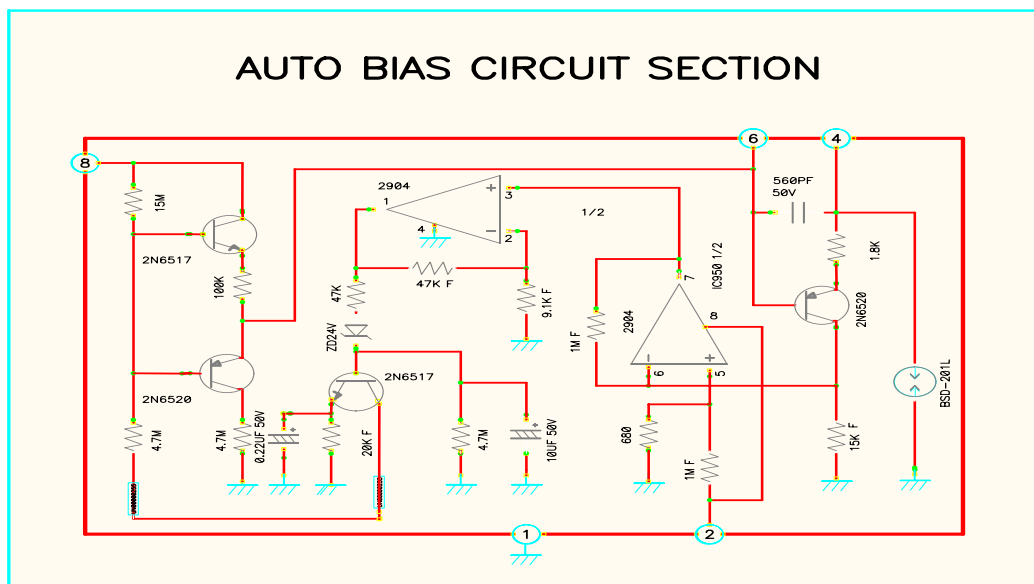 AUTO BIAS CIRCUIT SECTION
8
6
4
15M
2N6517
100K
2N6520
4.7M
4.7M
0.22UF 50V
2904
1
+
3
-
2
4
1/2
47K
47K F
9.1K F
ZD24V
2N6517
20K F
4.7M
10UF 50V
+
+
1M F
2904
IC950 1/2
7
8
-
+
6
5
680
1M F
560PF
50V
1.8K
2N6520
BSD-201L
15K F
1
2